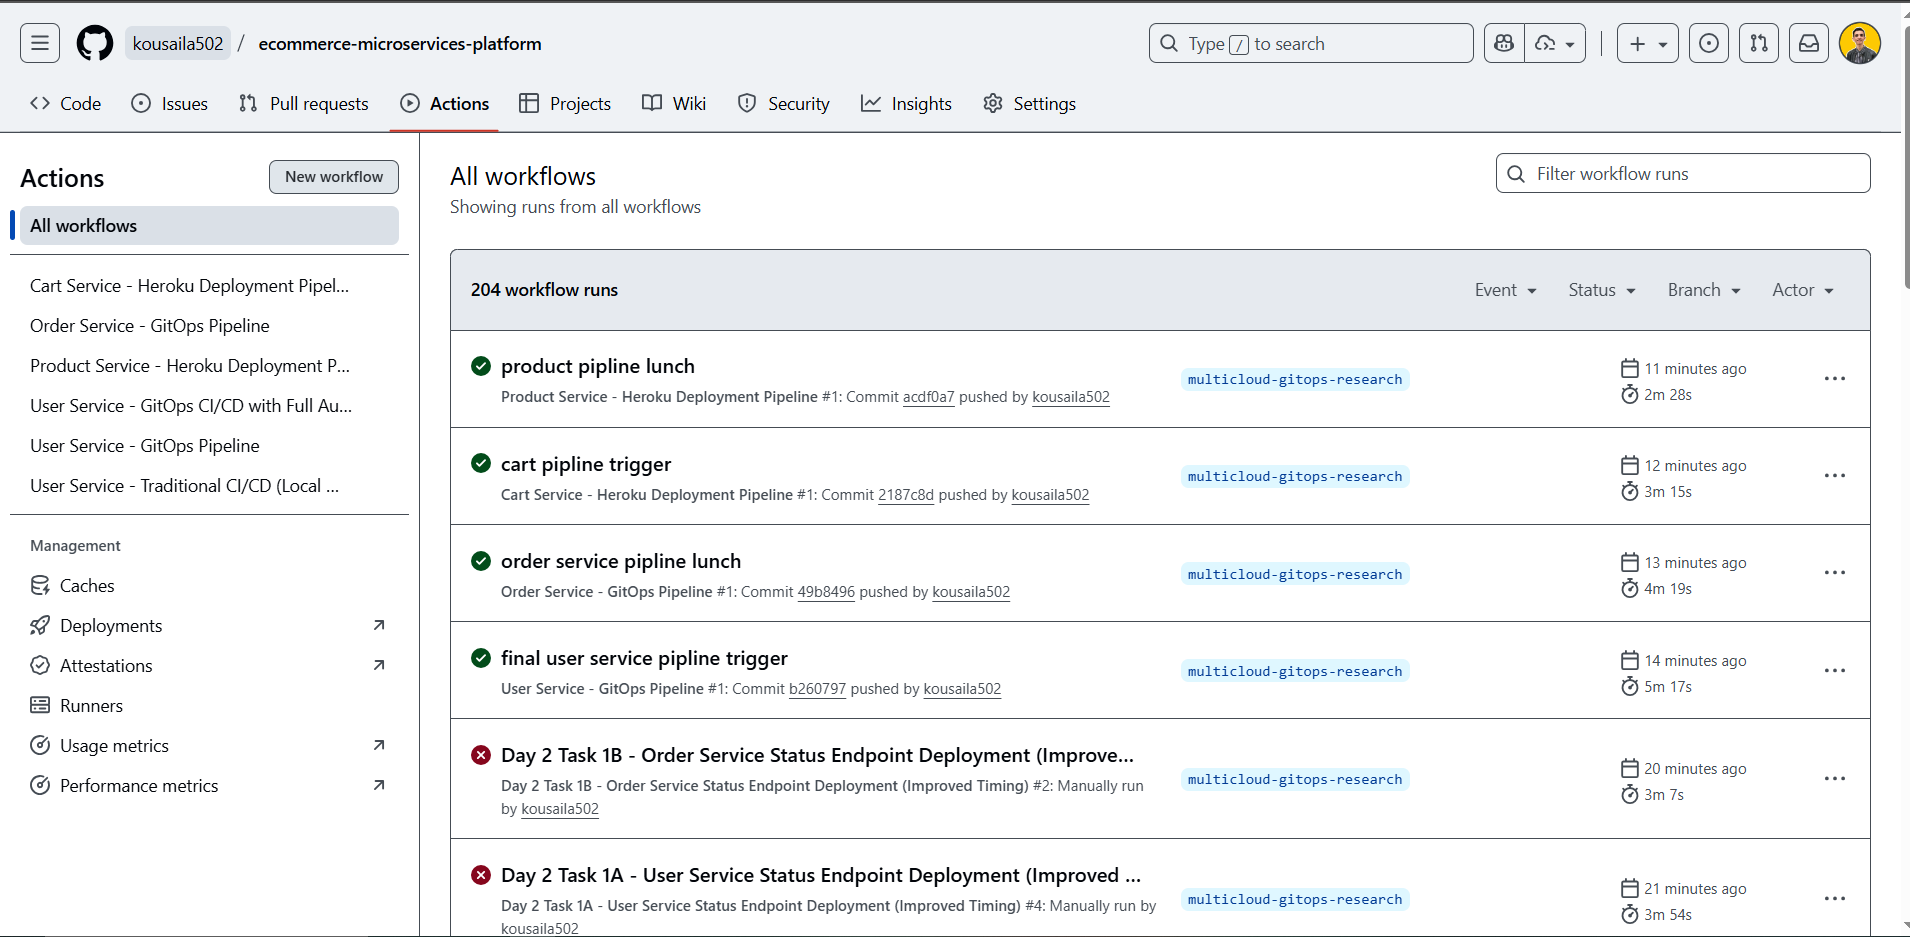 kousaila502 / ecommerce-microservices-platform
Type / to search
Code Issues Pull requests Actions Projects Wiki Security Insights Settings
Actions
New workflow
All workflows
Cart Service - Heroku Deployment Pipel...
Order Service - GitOps Pipeline
Product Service - Heroku Deployment P...
User Service - GitOps CI/CD with Full Au...
User Service - GitOps Pipeline
User Service - Traditional CI/CD (Local ...
Management
Caches
Deployments
Attestations
Runners
Usage metrics
Performance metrics
All workflows
Showing runs from all workflows
Filter workflow runs
204 workflow runs
Event Status Branch Actor
product pipline lunch
Product Service - Heroku Deployment Pipeline #1: Commit acdf0a7 pushed by kousaila502
multicloud-gitops-research
11 minutes ago
2m 28s
cart pipline trigger
Cart Service - Heroku Deployment Pipeline #1: Commit 2187c8d pushed by kousaila502
multicloud-gitops-research
12 minutes ago
3m 15s
order service pipline lunch
Order Service - GitOps Pipeline #1: Commit 49b8496 pushed by kousaila502
multicloud-gitops-research
13 minutes ago
4m 19s
final user service pipline trigger
User Service - GitOps Pipeline #1: Commit b260797 pushed by kousaila502
multicloud-gitops-research
14 minutes ago
5m 17s
Day 2 Task 1B - Order Service Status Endpoint Deployment (Improve...
Day 2 Task 1B - Order Service Status Endpoint Deployment (Improved Timing) #2: Manually run
by kousaila502
multicloud-gitops-research
20 minutes ago
3m 7s
Day 2 Task 1A - User Service Status Endpoint Deployment (Improved ...
Day 2 Task 1A - User Service Status Endpoint Deployment (Improved Timing) #4: Manually run by
kousaila502
multicloud-gitops-research
21 minutes ago
3m 54s